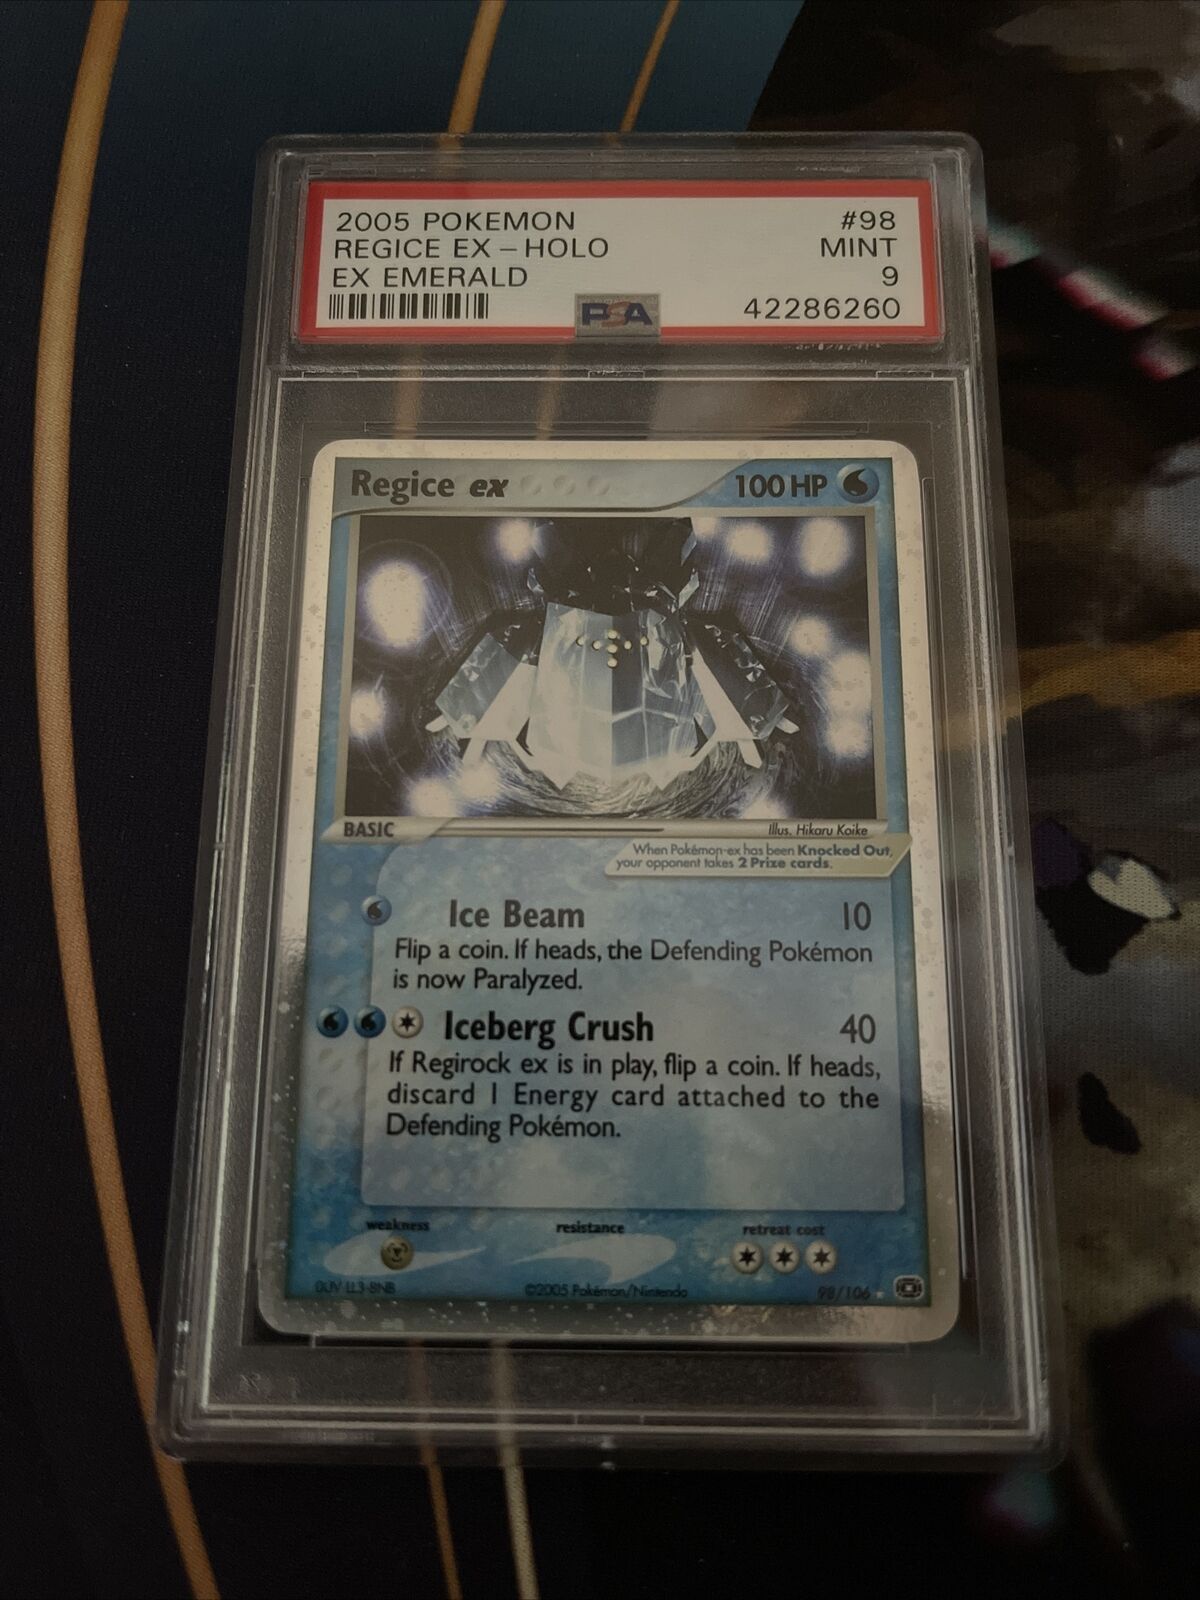 2005 POKEMON #98
REGICE EX - HOLO MINT
EX EMERALD 9
PSA 42286260
Regice ex 100 HP
BASIC Illus. Hikaru Koike
When Pokémon-ex has been Knocked Out,
your opponent takes 2 Prize cards.
Ice Beam 10
Flip a coin. If heads, the Defending Pokémon
is now Paralyzed.
Iceberg Crush 40
If Regirock ex is in play, flip a coin. If heads,
discard 1 Energy card attached to the
Defending Pokémon.
weakness resistance retreat cost
©2005 Pokémon/Nintendo 98/106